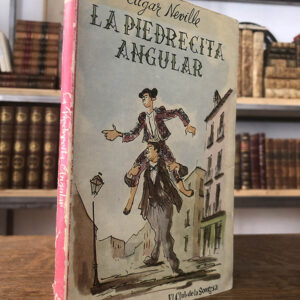 Edgar Neville
LA PIEDRECITA
ANGULAR
El Club de la Sonrisa
La Piedrecita Angular